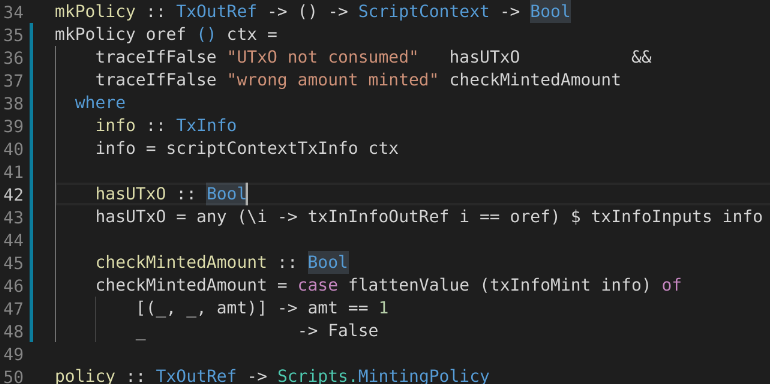 34 mkPolicy :: TxOutRef -> () -> ScriptContext -> Bool
35 mkPolicy oref () ctx =
36     traceIfFalse "UTxO not consumed"   hasUTxO           &&
37     traceIfFalse "wrong amount minted" checkMintedAmount
38   where
39     info :: TxInfo
40     info = scriptContextTxInfo ctx
41
42     hasUTxO :: Bool
43     hasUTxO = any (\i -> txInInfoOutRef i == oref) $ txInfoInputs info
44
45     checkMintedAmount :: Bool
46     checkMintedAmount = case flattenValue (txInfoMint info) of
47         [(_, _, amt)] -> amt == 1
48         _               -> False
49
50 policy :: TxOutRef -> Scripts.MintingPolicy